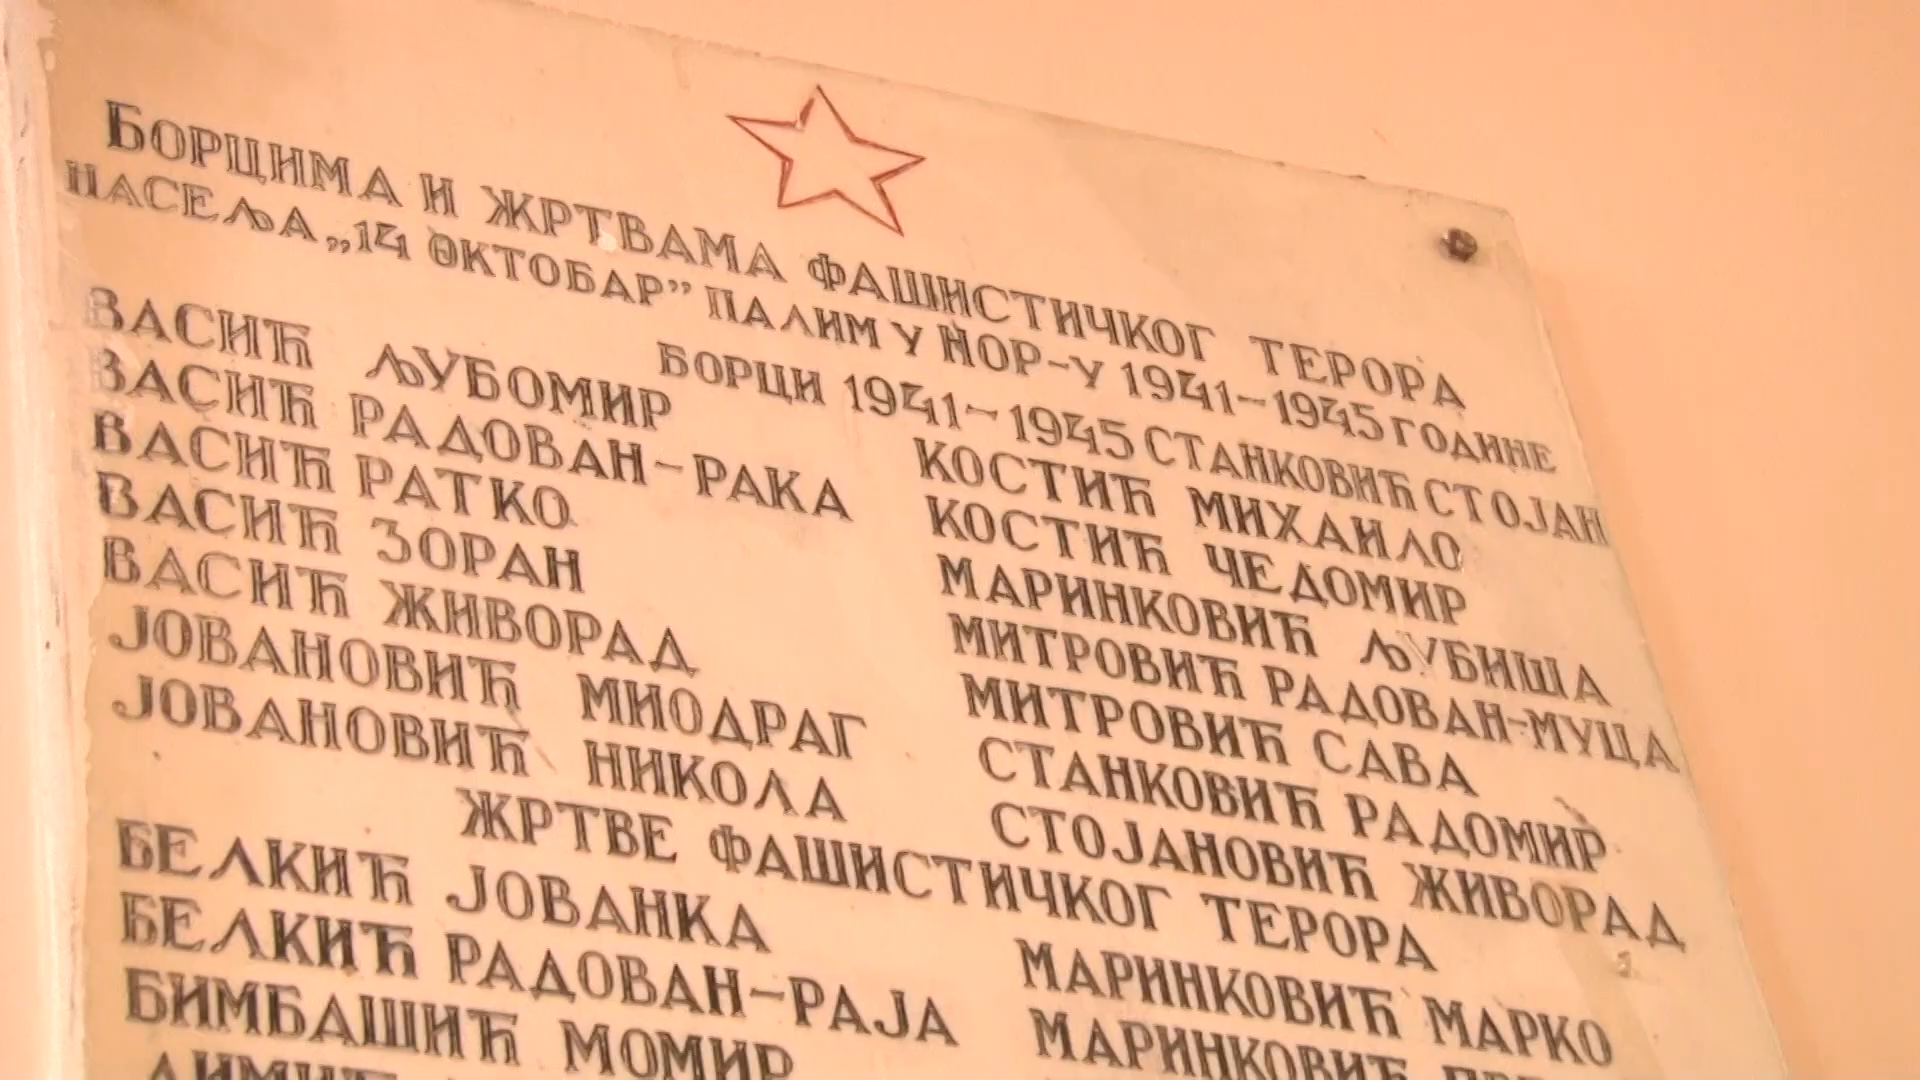 БОРЦИМА И ЖРТВАМА ФАШИСТИЧКОГ ТЕРОРА
НАСЕЉА „14 ОКТОБАР” ПАЛИМ У НОР-У 1941-1945 ГОДИНЕ
БОРЦИ 1941-1945 СТАНКОВИЋ СТОЈАН
ВАСИЋ ЉУБОМИР
ВАСИЋ РАДОВАН-РАКА
ВАСИЋ РАТКО
ВАСИЋ ЗОРАН
ВАСИЋ ЖИВОРАД
ЈОВАНОВИЋ МИОДРАГ
ЈОВАНОВИЋ НИКОЛА
КОСТИЋ МИХАИЛО
КОСТИЋ ЧЕДОМИР
МАРИНКОВИЋ ЉУБИША
МИТРОВИЋ РАДОВАН-МУЦА
МИТРОВИЋ САВА
СТАНКОВИЋ РАДОМИР
СТОЈАНОВИЋ ЖИВОРАД
ЖРТВЕ ФАШИСТИЧКОГ ТЕРОРА
БЕЛКИЋ ЈОВАНКА
БЕЛКИЋ РАДОВАН-РАЈА
БИМБАШИЋ МОМИР
МАРИНКОВИЋ МАРКО
МАРИНКОВИЋ